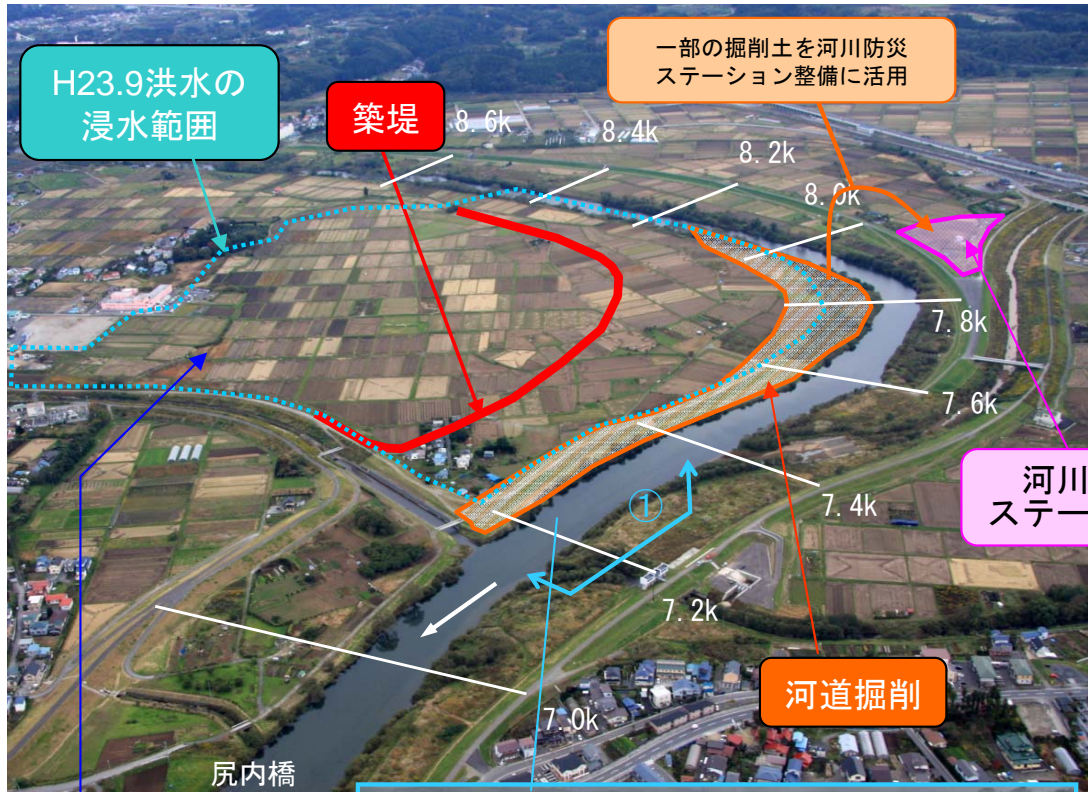 H23.9洪水の
浸水範囲
築堤
一部の掘削土を河川防災
ステーション整備に活用
8.6k
8.4k
8.2k
8.0k
7.8k
7.6k
7.4k
7.2k
7.0k
①
河川
ステー
河道掘削
尻内橋